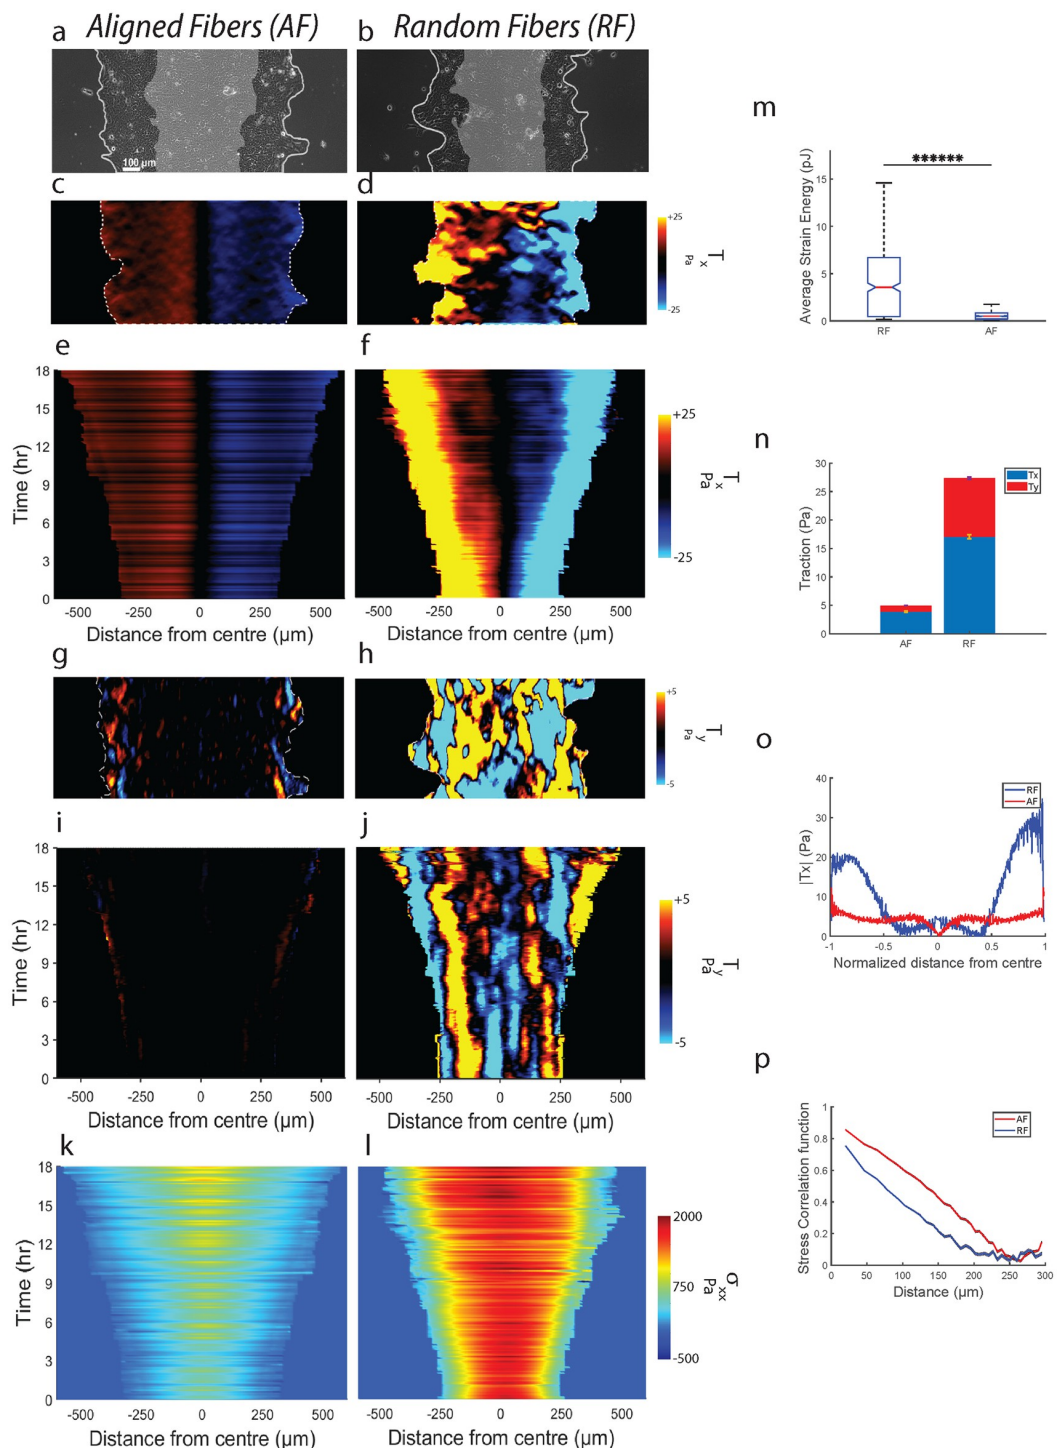 a Aligned Fibers (AF)
b Random Fibers (RF)
100 µm
c
d
+25
-25
T x Pa
e
f
18
15
12
9
6
3
0
Time (hr)
-500 -250 0 250 500
Distance from centre (µm)
-500 -250 0 250 500
Distance from centre (µm)
+25
-25
T x Pa
g
h
+5
-5
T y Pa
i
j
18
15
12
9
6
3
0
Time (hr)
-500 -250 0 250 500
Distance from centre (µm)
-500 -250 0 250 500
Distance from centre (µm)
+5
-5
T y Pa
k
l
18
15
12
9
6
3
0
Time (hr)
-500 -250 0 250 500
Distance from centre (µm)
-500 -250 0 250 500
Distance from centre (µm)
2000
750
-500
σ xx Pa
m
******
Average Strain Energy (pJ)
15
10
5
0
RF AF
n
Traction (Pa)
30
25
20
15
10
5
0
AF RF
Tx
Ty
o
|Tx| (Pa)
40
30
20
10
0
-1 -0.5 0 0.5 1
Normalized distance from centre
RF
AF
p
Stress Correlation function
1
0.8
0.6
0.4
0.2
0
0 50 100 150 200 250 300
Distance (µm)
AF
RF